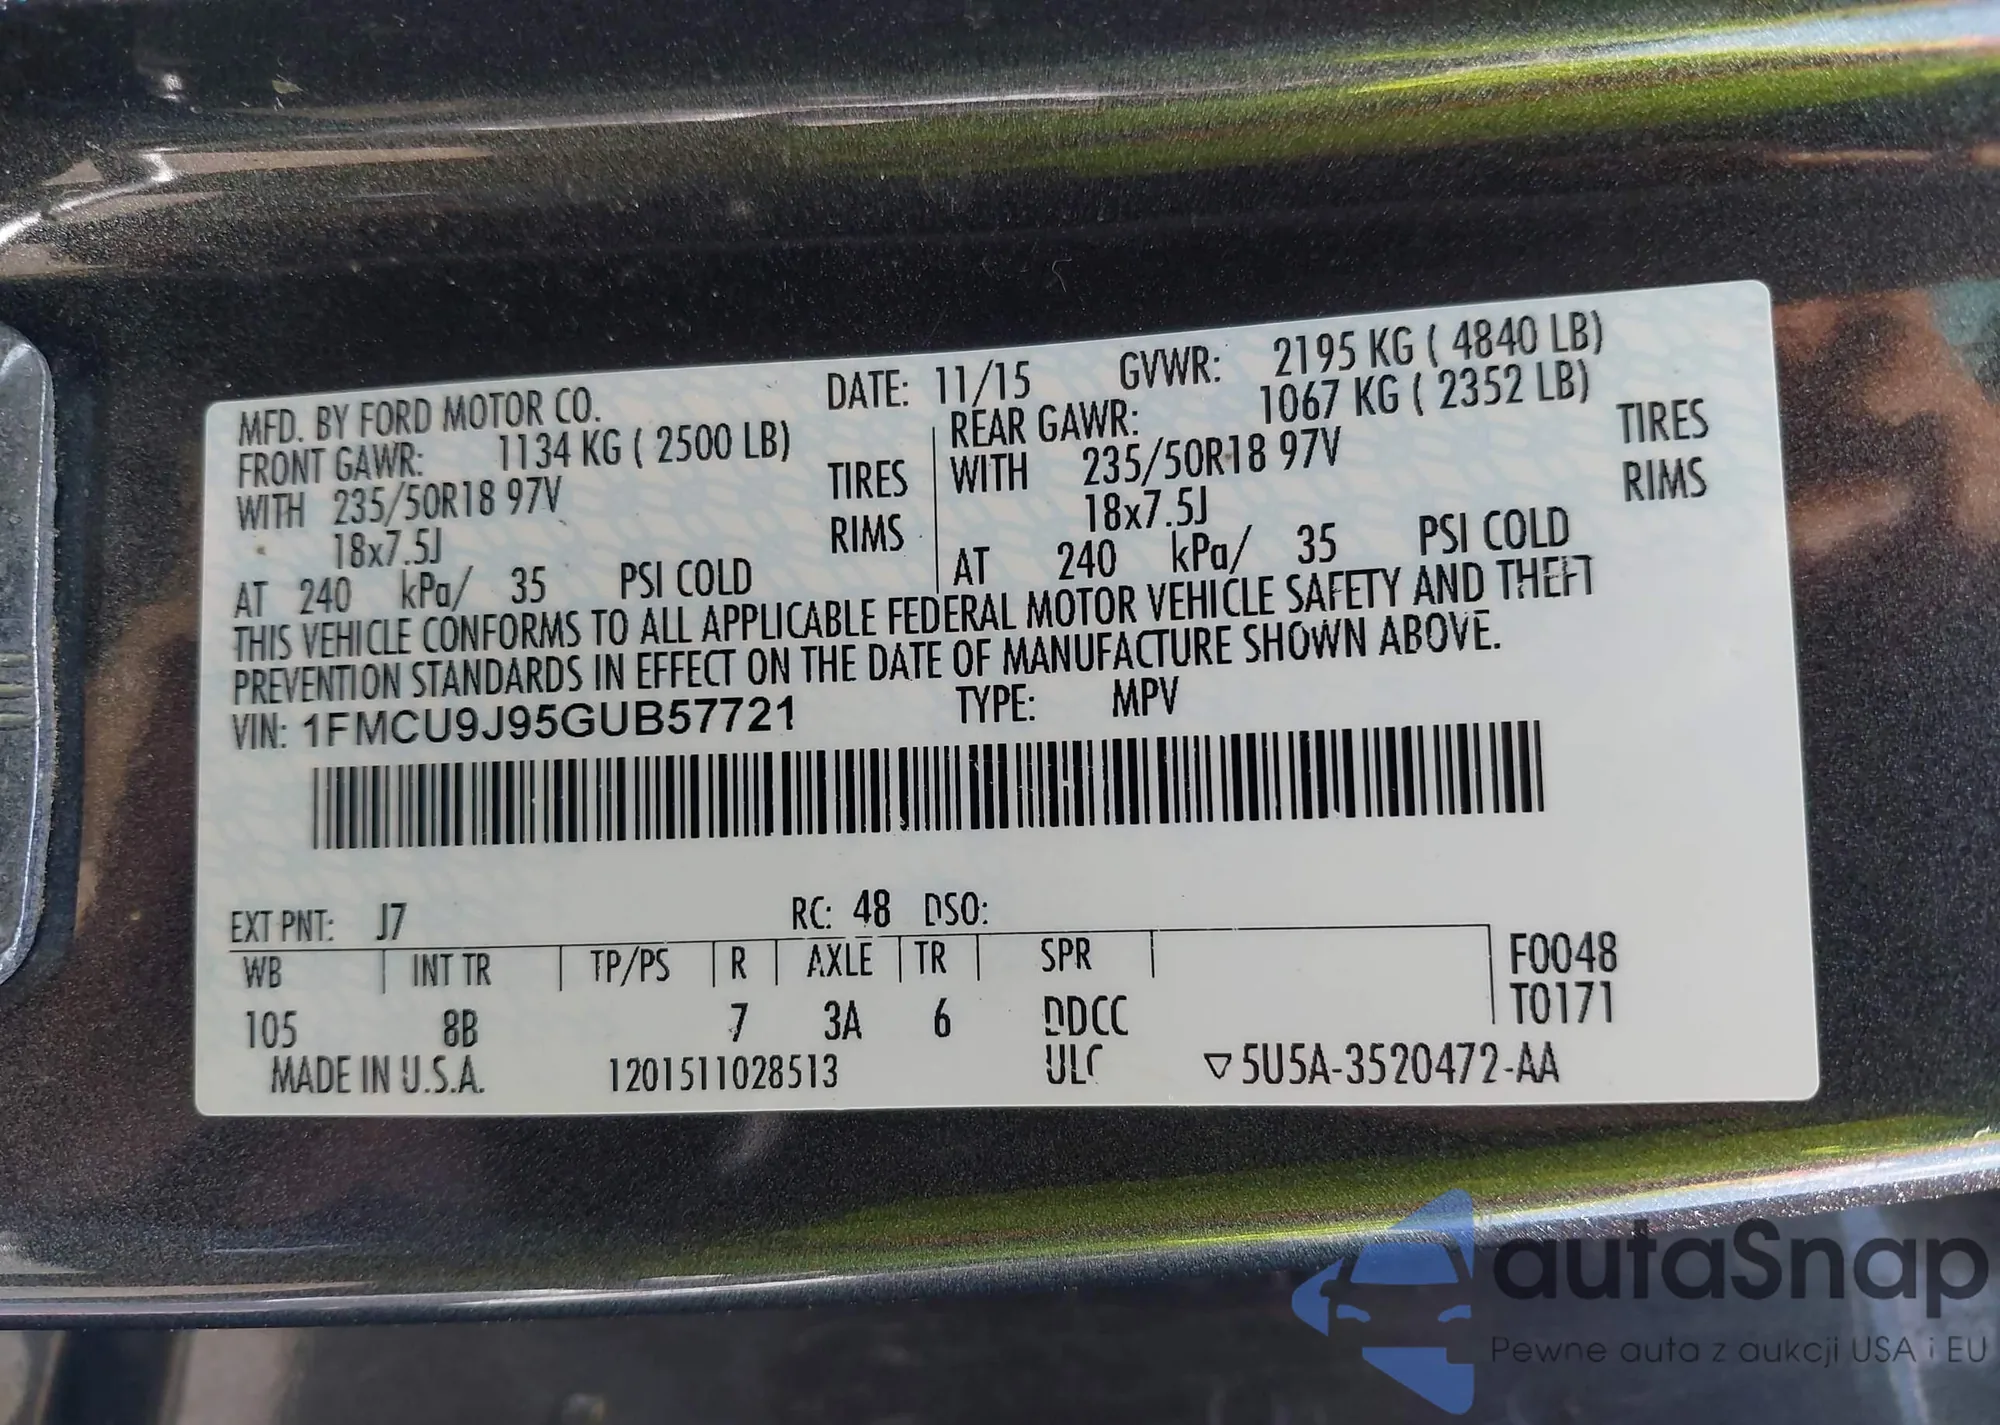 MFD. BY FORD MOTOR CO. DATE: 11/15 GVWR: 2195 KG ( 4840 LB)
FRONT GAWR: 1134 KG ( 2500 LB) REAR GAWR: 1067 KG ( 2352 LB)
WITH 235/50R18 97V TIRES WITH 235/50R18 97V TIRES
18x7.5J RIMS 18x7.5J RIMS
AT 240 kPa/ 35 PSI COLD AT 240 kPa/ 35 PSI COLD
THIS VEHICLE CONFORMS TO ALL APPLICABLE FEDERAL MOTOR VEHICLE SAFETY AND THEFT
PREVENTION STANDARDS IN EFFECT ON THE DATE OF MANUFACTURE SHOWN ABOVE.
VIN: 1FMCU9J95GUB57721 TYPE: MPV
EXT PNT: J7 RC: 48 DSO:
WB INT TR TP/PS R AXLE TR SPR F0048
105 8B 7 3A 6 DDCC T0171
MADE IN U.S.A. 1201511028513 ULC ▽5U5A-3520472-AA
autaSnap
Pewne auta z aukcji USA i EU